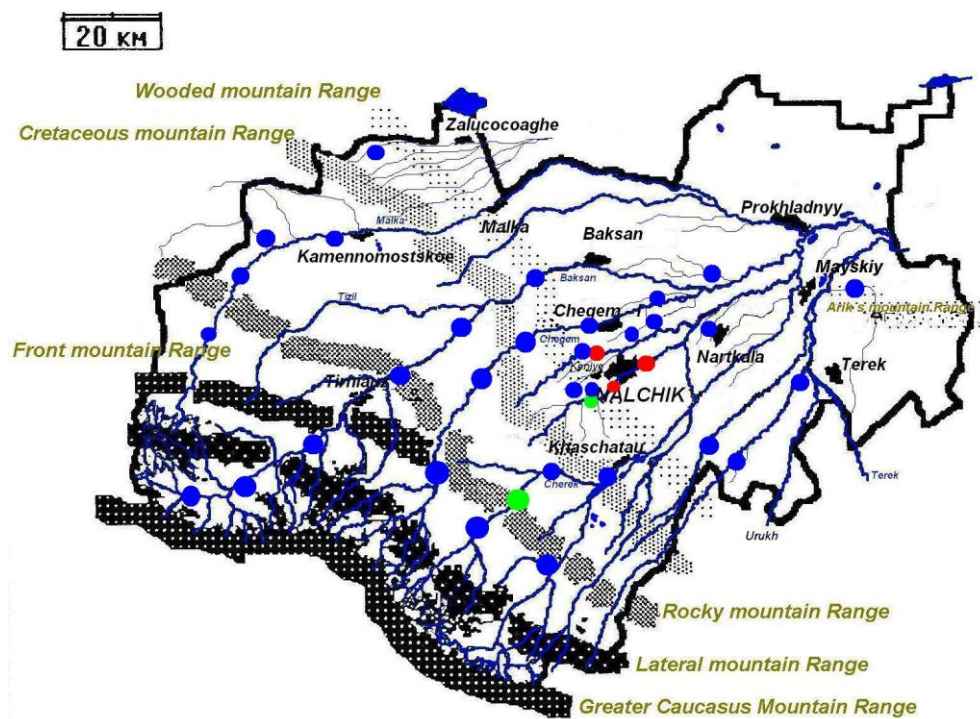 20 км
Wooded mountain Range
Cretaceous mountain Range
Zalucocoaghe
Prokhladnyy
Malka
Malka
Baksan
Kamennomostskoe
Mayskiy
Baksan
Tizil
Arik's mountain Range
Chegem - 1
Chegem
Front mountain Range
Nartkala
Terek
Tirniauz
NALCHIK
Khaschatau
Cherek
Terek
Urukh
Rocky mountain Range
Lateral mountain Range
Greater Caucasus Mountain Range